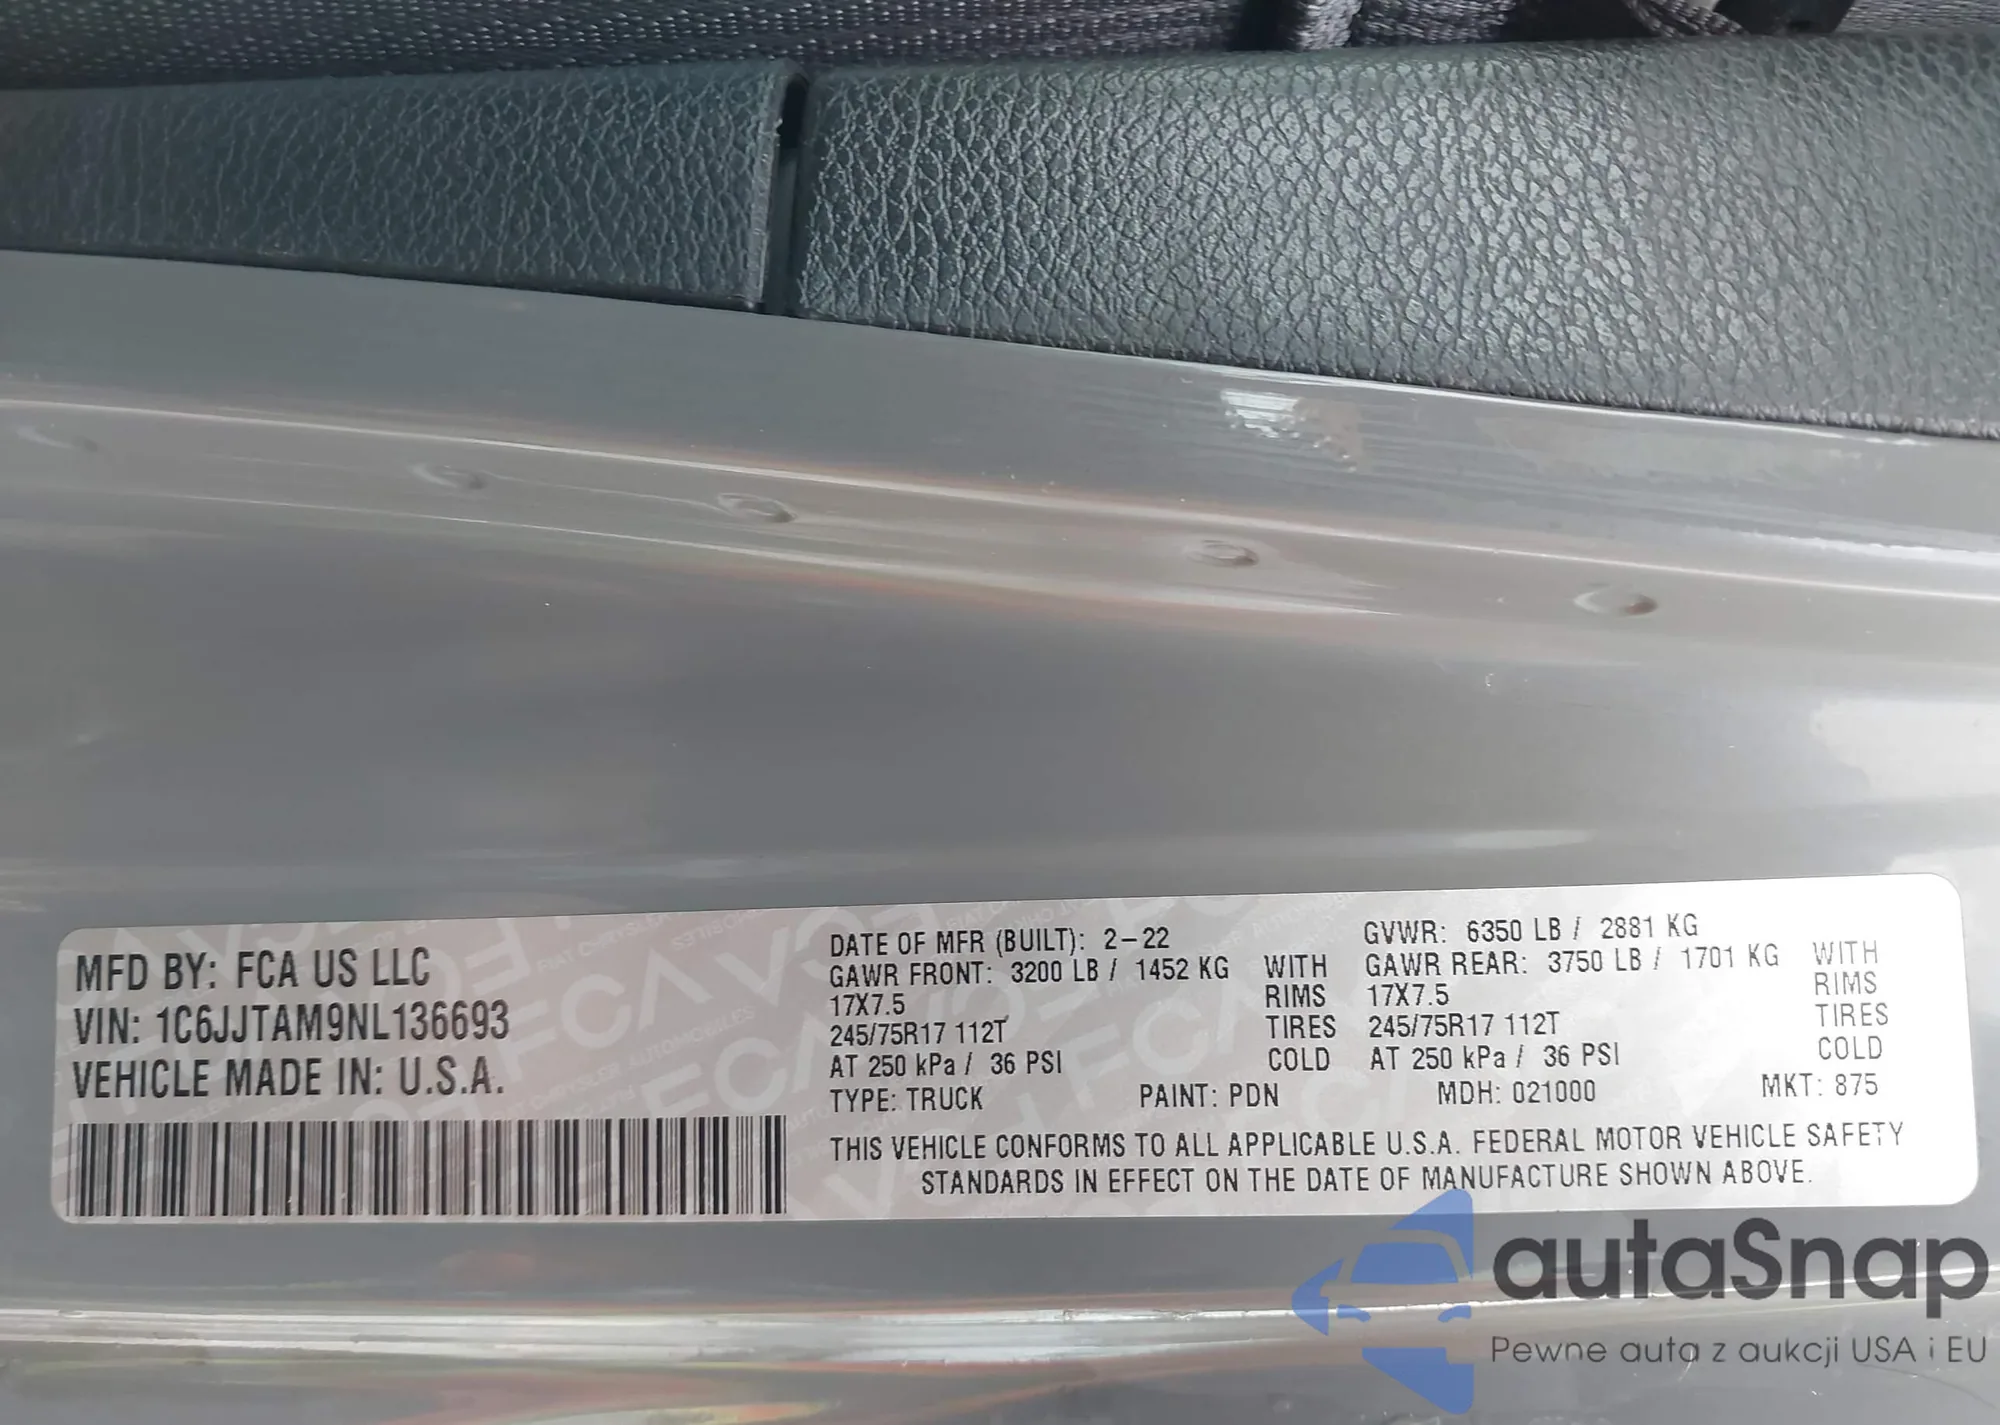 MFD BY: FCA US LLC
VIN: 1C6JJTAM9NL136693
VEHICLE MADE IN: U.S.A.
DATE OF MFR (BUILT): 2-22
GVWR: 6350 LB / 2881 KG
GAWR FRONT: 3200 LB / 1452 KG WITH
17X7.5 RIMS
245/75R17 112T TIRES
AT 250 kPa / 36 PSI COLD
GAWR REAR: 3750 LB / 1701 KG WITH
17X7.5 RIMS
245/75R17 112T TIRES
AT 250 kPa / 36 PSI COLD
TYPE: TRUCK PAINT: PDN MDH: 021000 MKT: 875
THIS VEHICLE CONFORMS TO ALL APPLICABLE U.S.A. FEDERAL MOTOR VEHICLE SAFETY
STANDARDS IN EFFECT ON THE DATE OF MANUFACTURE SHOWN ABOVE.
autaSnap
Pewne auta z aukcji USA i EU